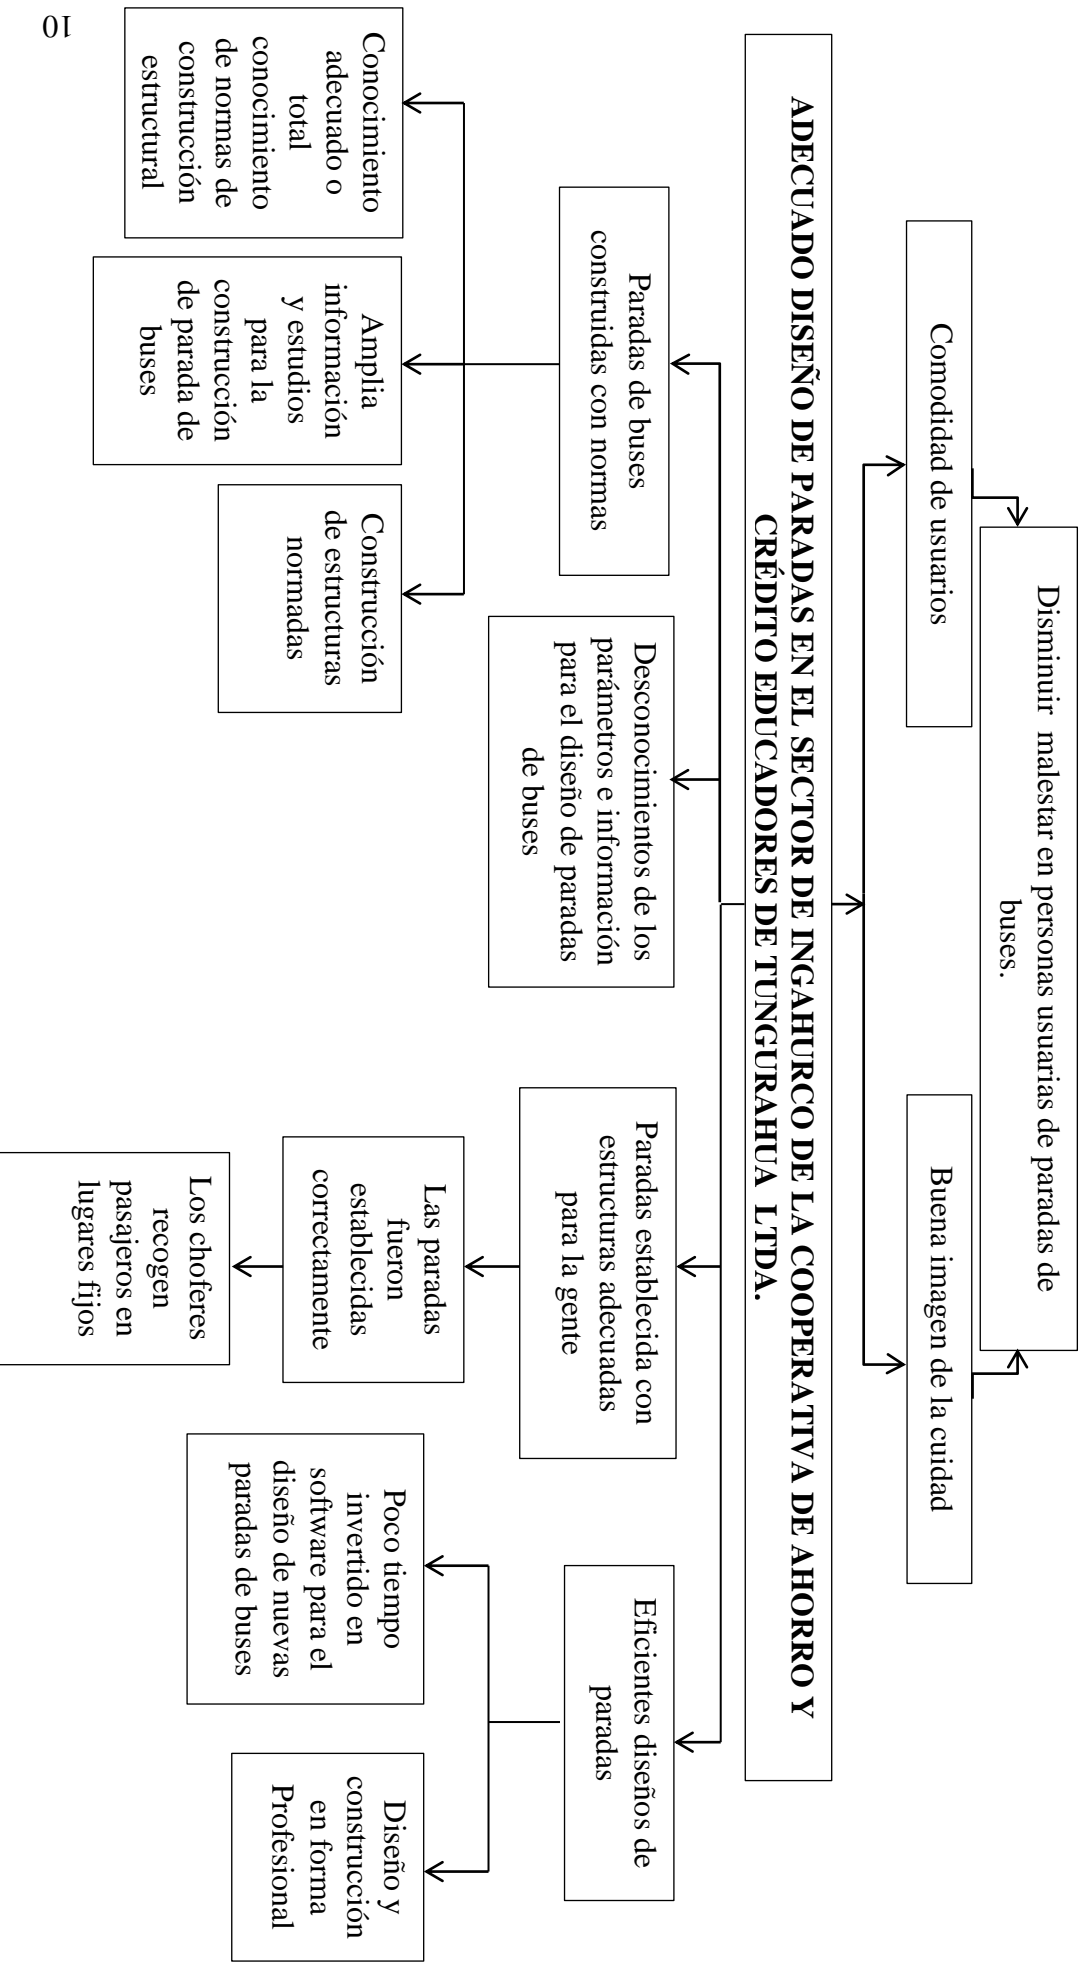 Disminuir malestar en personas usuarias de paradas de
buses.
Comodidad de usuarios
Buena imagen de la cuidad
ADECUADO DISEÑO DE PARADAS EN EL SECTOR DE INGAHURCO DE LA COOPERATIVA DE AHORRO Y
CRÉDITO EDUCADORES DE TUNGURAHUA LTDA.
Paradas de buses
construidas con normas
Desconocimientos de los
parámetros e información
para el diseño de paradas
de buses
Paradas establecida con
estructuras adecuadas
para la gente
Eficientes diseños de
paradas
Conocimiento
adecuado o
total
conocimiento
de normas de
construcción
estructural
Amplia
información
y estudios
para la
construcción
de parada de
buses
Construcción
de estructuras
normadas
Las paradas
fueron
establecidas
correctamente
Los choferes
recogen
pasajeros en
lugares fijos
Poco tiempo
invertido en
software para el
diseño de nuevas
paradas de buses
Diseño y
construcción
en forma
Profesional
10